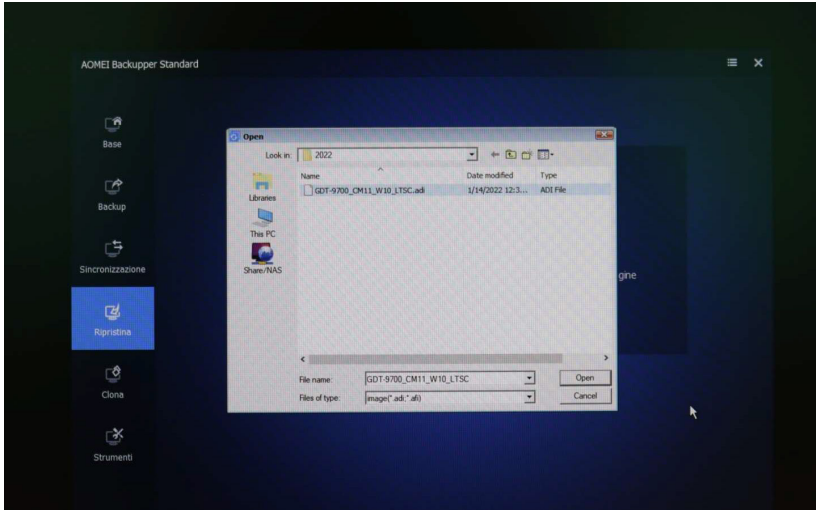 AOMEI Backupper Standard
Base
Backup
Sincronizzazione
Ripristina
Clona
Strumenti
Open
Look in: 2022
Libraries
This PC
Share/NAS
Name Date modified Type
GDT-9700_CM11_W10_LTSC.adi 1/14/2022 12:3... ADI File
gine
File name: GDT-9700_CM11_W10_LTSC Open
Files of type: image(*.adi;*.afi) Cancel